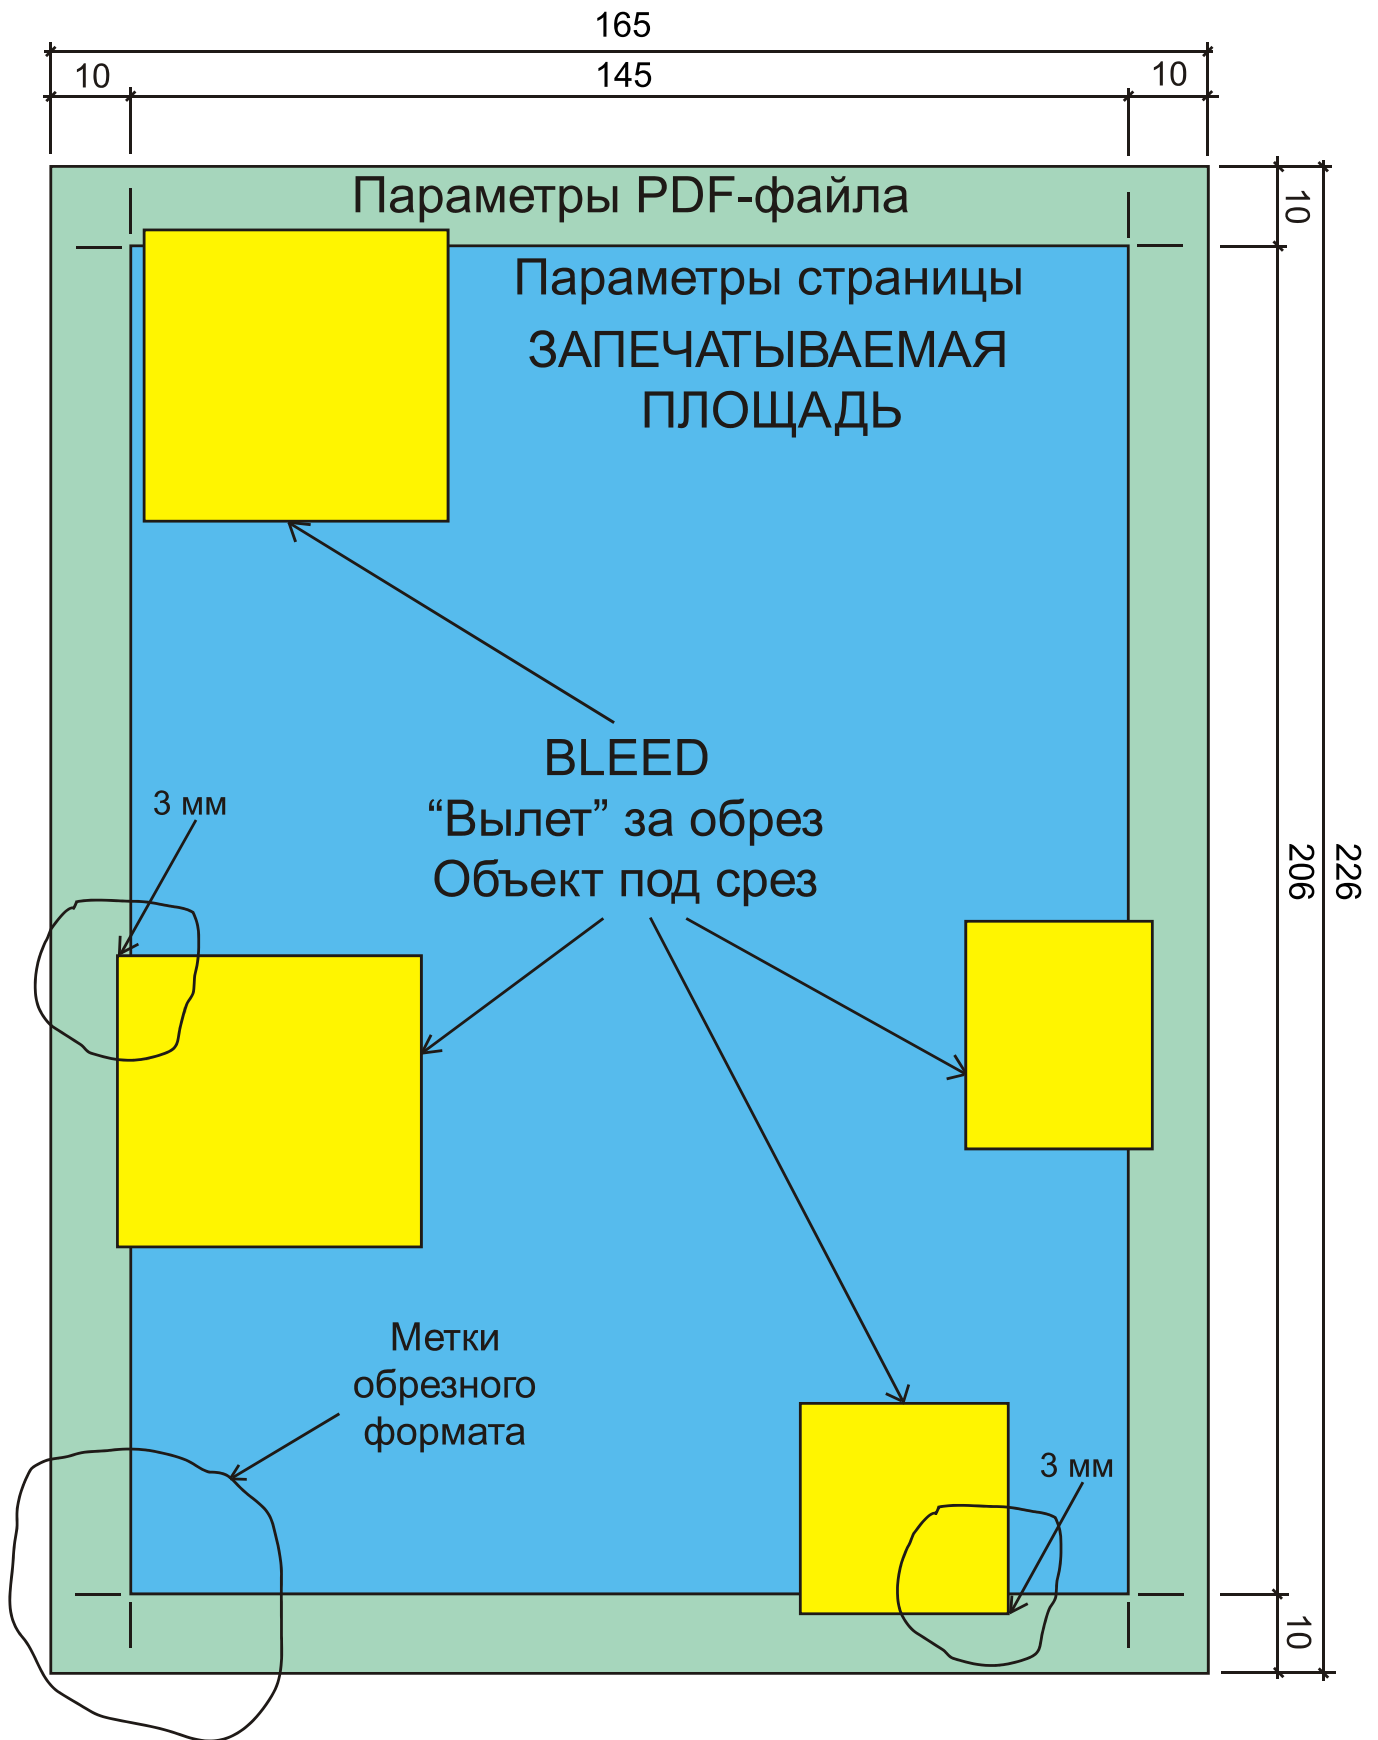 165
10
145
10
Параметры PDF-файла
10
Параметры страницы
ЗАПЕЧАТЫВАЕМАЯ
ПЛОЩАДЬ
BLEED
3 мм
“Вылет” за обрез
Объект под срез
206
226
Метки
обрезного
формата
3 мм
10